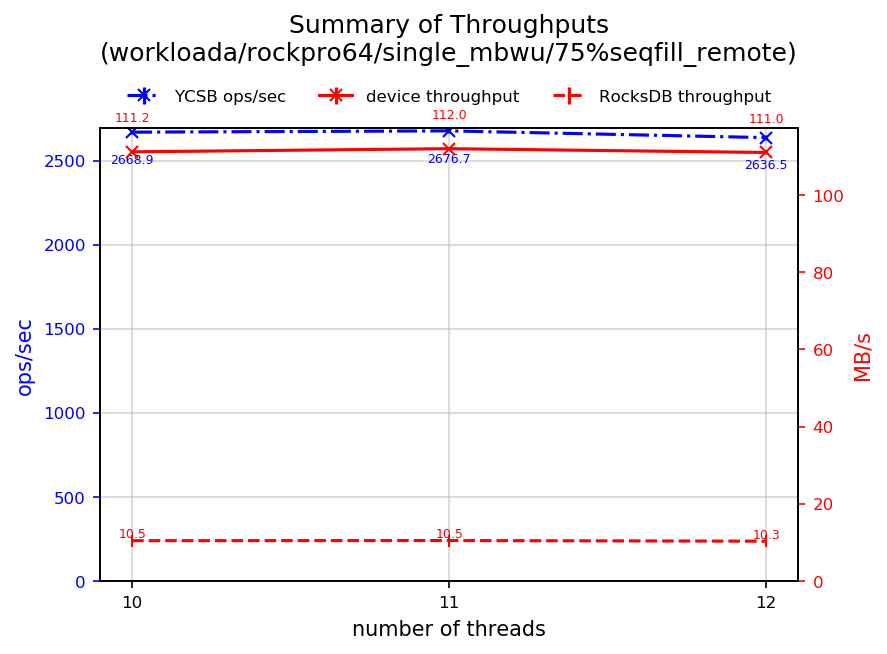 Summary of Throughputs
(workloada/rockpro64/single_mbwu/75%seqfill_remote)
YCSB ops/sec device throughput RocksDB throughput
111.2 112.0 111.0
2668.9 2676.7 2636.5
10.5 10.5 10.3
2500
2000
1500
1000
500
0
ops/sec
100
80
60
40
20
0
MB/s
10 11 12
number of threads